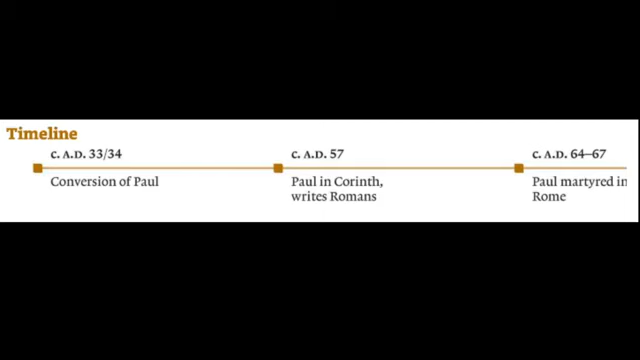 Timeline
C. A.D. 33/34
Conversion of Paul
C. A.D. 57
Paul in Corinth,
writes Romans
C. A.D. 64–67
Paul martyred in
Rome